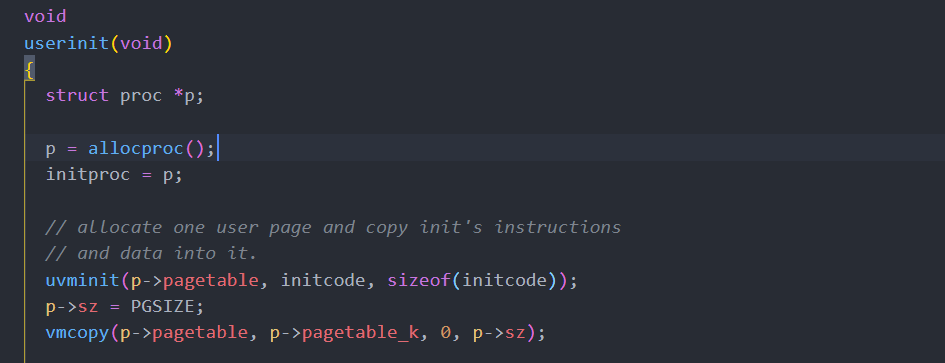 void
userinit(void)
{
struct proc *p;
p = allocproc();
initproc = p;
// allocate one user page and copy init's instructions
// and data into it.
uvminit(p->pagetable, initcode, sizeof(initcode));
p->sz = PGSIZE;
vmcopy(p->pagetable, p->pagetable_k, 0, p->sz);